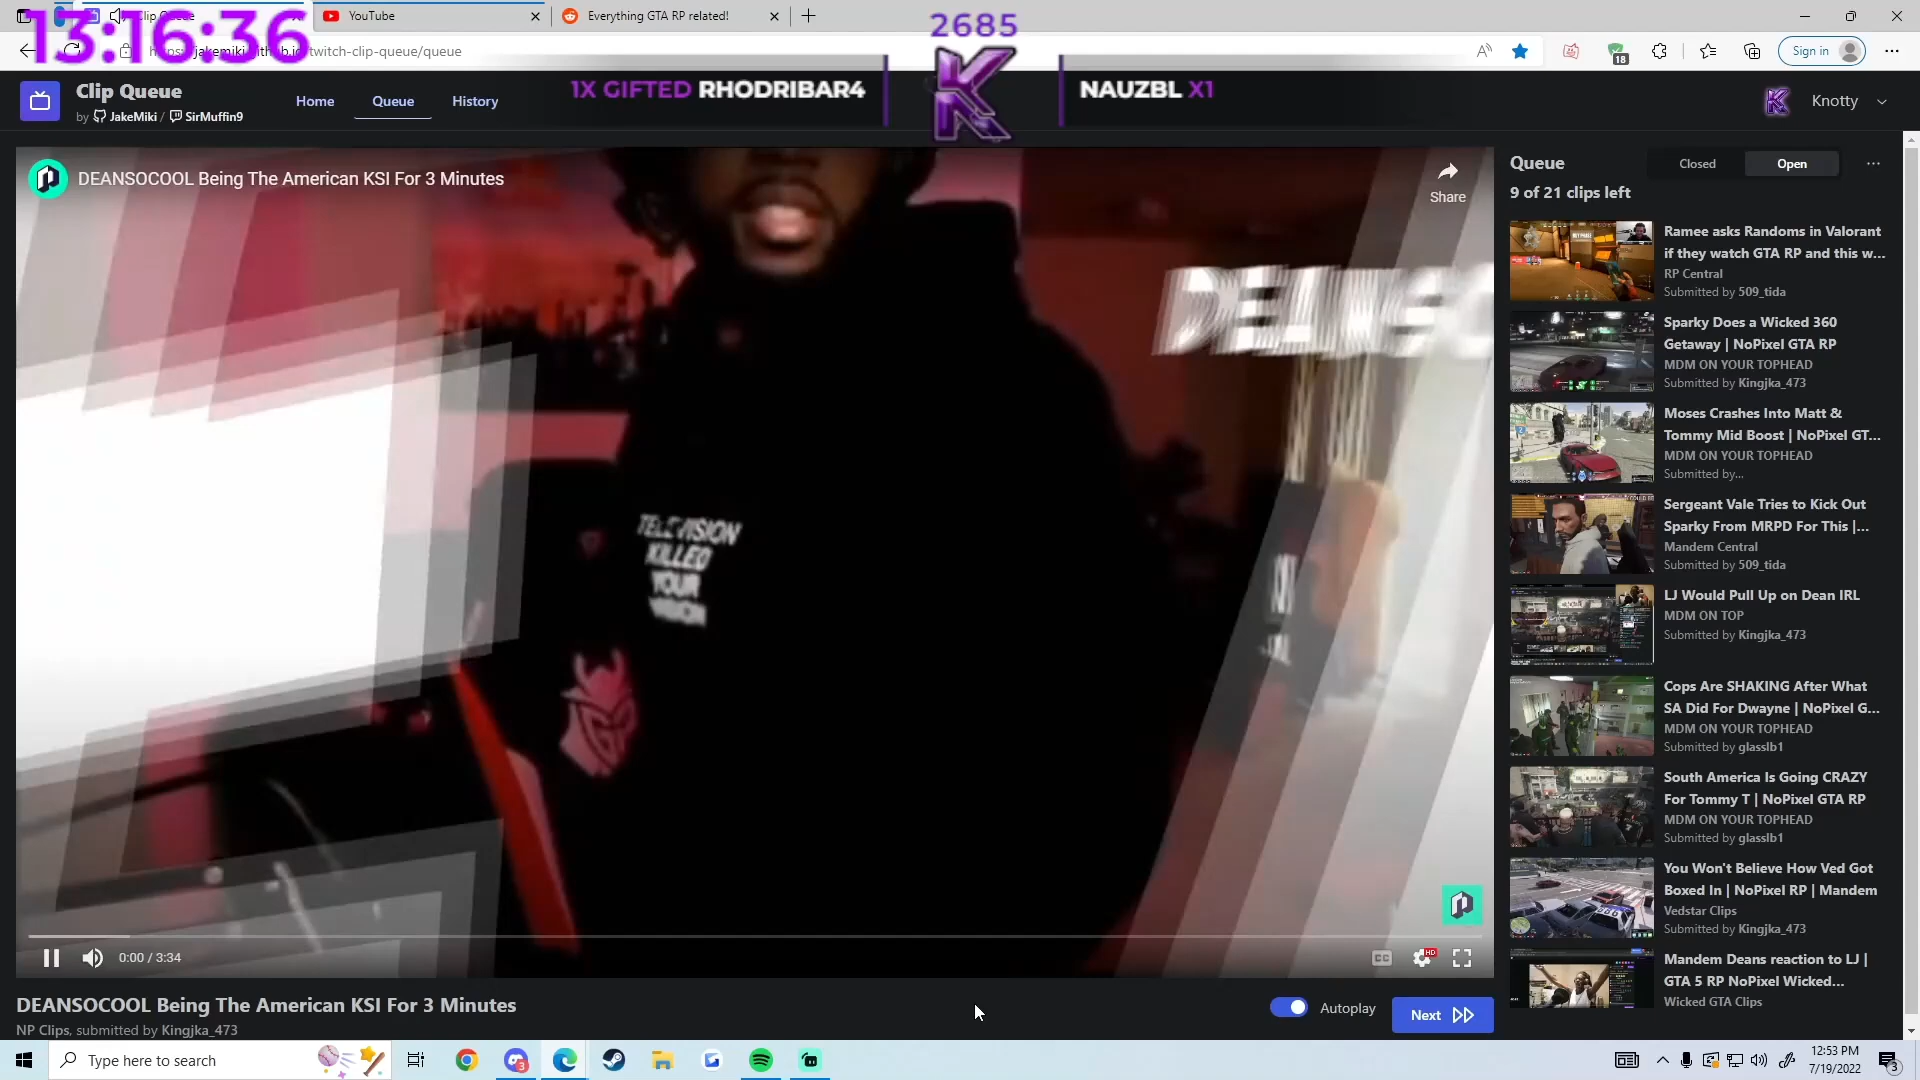 13:16:36
YouTube
Everything GTA RP related!
2685
/twitch-clip-queue/queue
18
Sign in
Clip Queue
by JakeMiki / SirMuffin9
Home
Queue
History
1X GIFTED RHODRIBAR4
NAUZBL X1
Knotty
DEANSOCOOL Being The American KSI For 3 Minutes
Share
TELEVISION
KILLED
YOUR
0:00 / 3:34
CC
HD
DEANSOCOOL Being The American KSI For 3 Minutes
NP Clips, submitted by Kingjka_473
Autoplay
Next
Queue
Closed
Open
9 of 21 clips left
Ramee asks Randoms in Valorant
if they watch GTA RP and this w...
RP Central
Submitted by 509_tida
Sparky Does a Wicked 360
Getaway | NoPixel GTA RP
MDM ON YOUR TOPHEAD
Submitted by Kingjka_473
Moses Crashes Into Matt &
Tommy Mid Boost | NoPixel GT...
MDM ON YOUR TOPHEAD
Submitted by...
Sergeant Vale Tries to Kick Out
Sparky From MRPD For This |...
Mandem Central
Submitted by 509_tida
LJ Would Pull Up on Dean IRL
MDM ON TOP
Submitted by Kingjka_473
Cops Are SHAKING After What
SA Did For Dwayne | NoPixel G...
MDM ON YOUR TOPHEAD
Submitted by glasslb1
South America Is Going CRAZY
For Tommy T | NoPixel GTA RP
MDM ON YOUR TOPHEAD
Submitted by glasslb1
You Won't Believe How Ved Got
Boxed In | NoPixel RP | Mandem
Vedstar Clips
Submitted by Kingjka_473
Mandem Deans reaction to LJ |
GTA 5 RP NoPixel Wicked...
Wicked GTA Clips
Type here to search
3
12:53 PM
7/19/2022
3